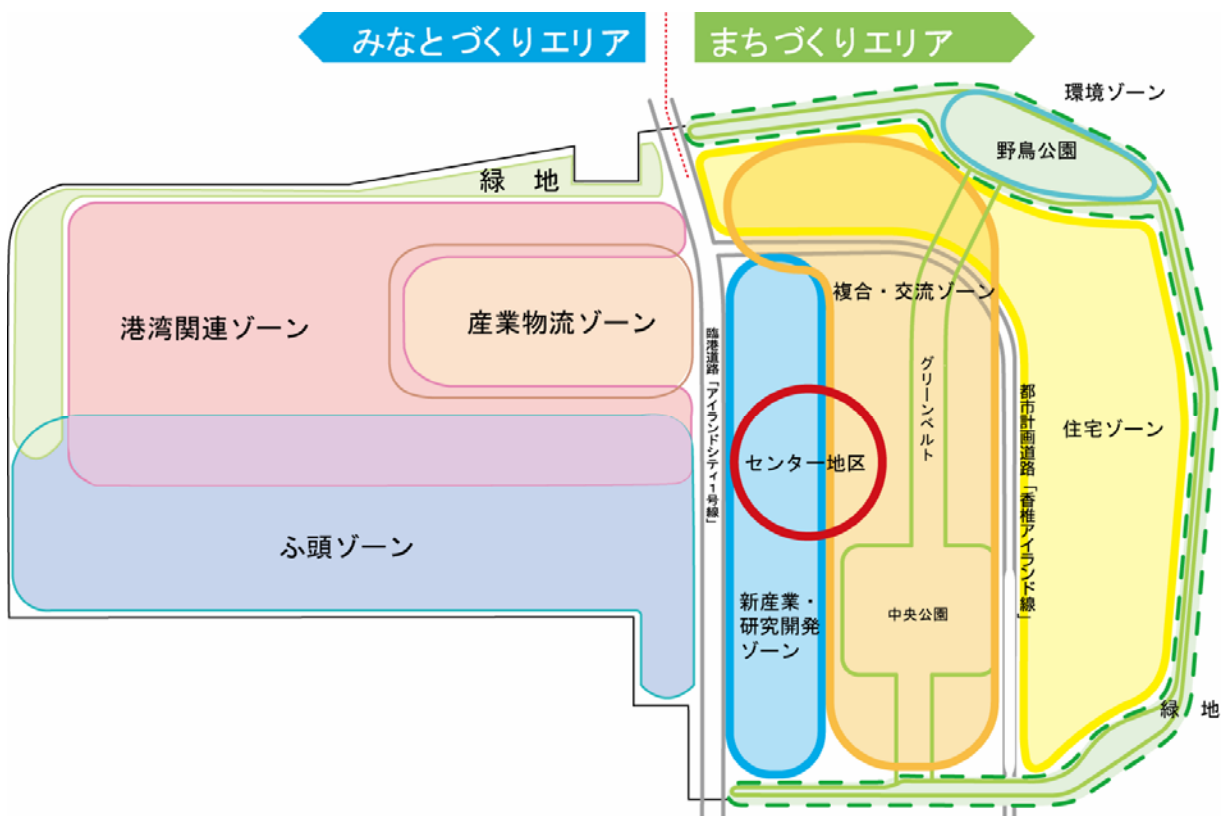 みなとづくりエリア
まちづくりエリア
環境ゾーン
野鳥公園
緑 地
複合・交流ゾーン
港湾関連ゾーン
産業物流ゾーン
臨港道路「アイランドシティ1号線」
グリーンベルト
都市計画道路「香椎アイランド線」
住宅ゾーン
センター地区
ふ頭ゾーン
新産業・
研究開発
ゾーン
中央公園
緑 地